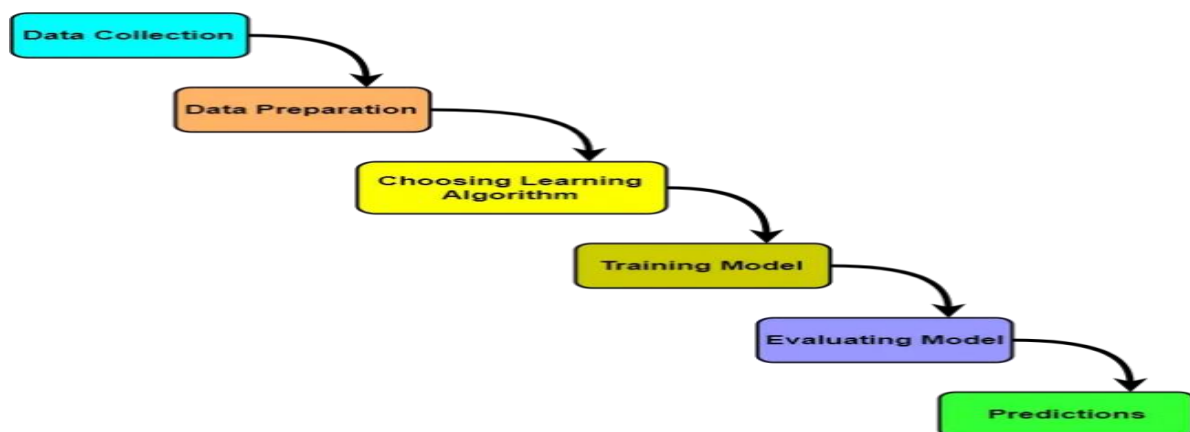 Data Collection
Data Preparation
Choosing Learning
Algorithm
Training Model
Evaluating Model
Predictions